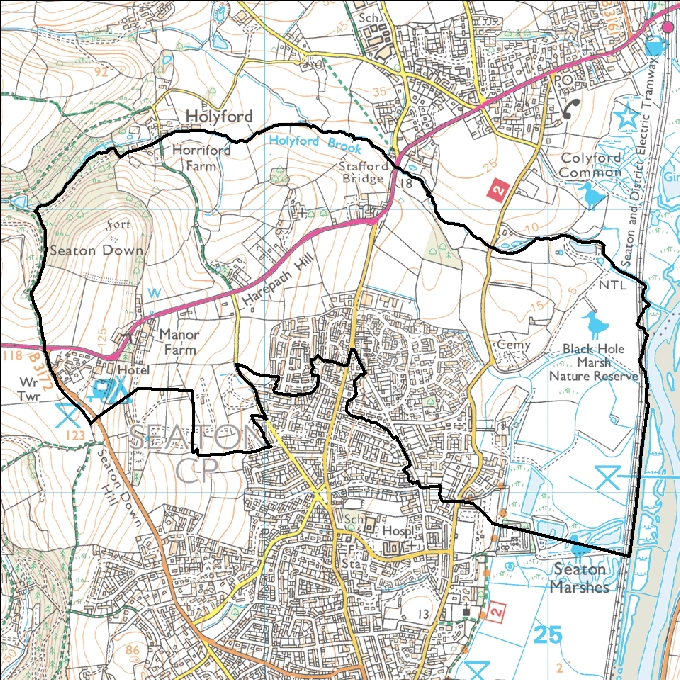 Sch
B3161
92
35
PO
Holyford
Holyford Brook
Horriford
Farm
Stafford
Bridge
18
25
2
Colyford
Common
Seaton and District Electric Tramway
Fort
Seaton Down
Harepath Hill
W
NTL
15
10
125
118
B3172
Manor
Farm
Cemy
Black Hole
Marsh
Nature Reserve
Hotel
Wr
Twr
123
SEATON
CP
Seaton Down
Hill
Sch
Hosp
Sta
Seaton
Marshes
13
2
25
86
2